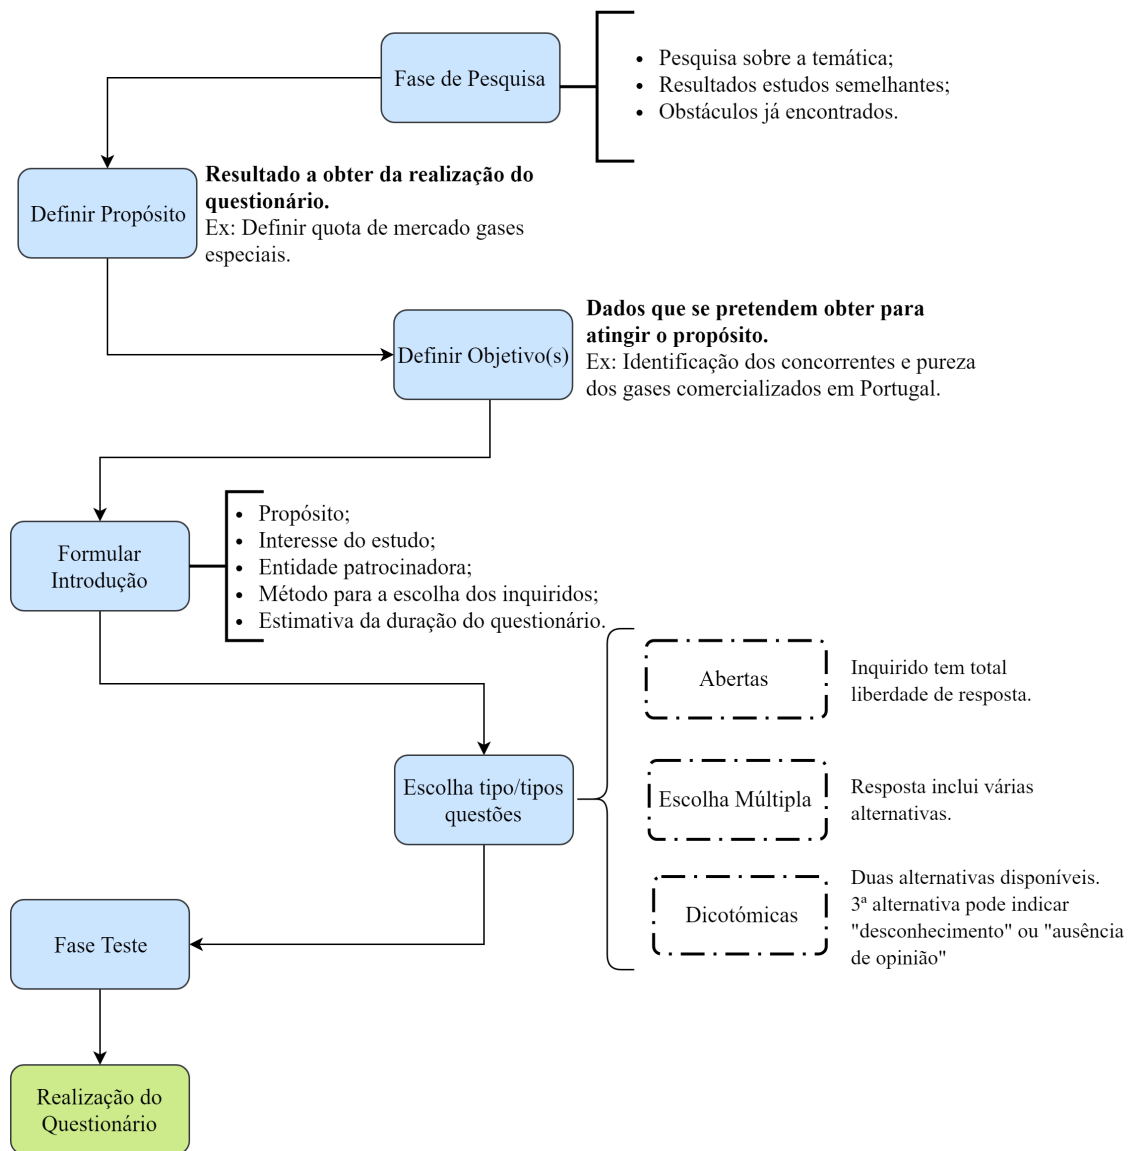 Fase de Pesquisa
• Pesquisa sobre a temática;
• Resultados estudos semelhantes;
• Obstáculos já encontrados.
Definir Propósito
Resultado a obter da realização do
questionário.
Ex: Definir quota de mercado gases
especiais.
Definir Objetivo(s)
Dados que se pretendem obter para
atingir o propósito.
Ex: Identificação dos concorrentes e pureza
dos gases comercializados em Portugal.
Formular
Introdução
• Propósito;
• Interesse do estudo;
• Entidade patrocinadora;
• Método para a escolha dos inquiridos;
• Estimativa da duração do questionário.
Escolha tipo/tipos
questões
Abertas
Inquirido tem total
liberdade de resposta.
Escolha Múltipla
Resposta inclui várias
alternativas.
Dicotómicas
Duas alternativas disponíveis.
3ª alternativa pode indicar
"desconhecimento" ou "ausência
de opinião"
Fase Teste
Realização do
Questionário